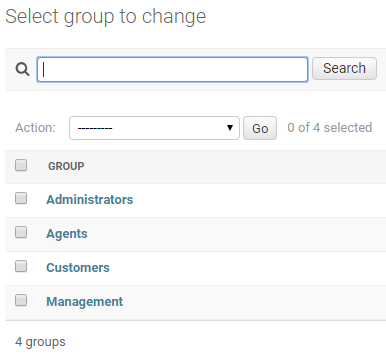 Select group to change
Search
Action: --------- Go 0 of 4 selected
GROUP
Administrators
Agents
Customers
Management
4 groups